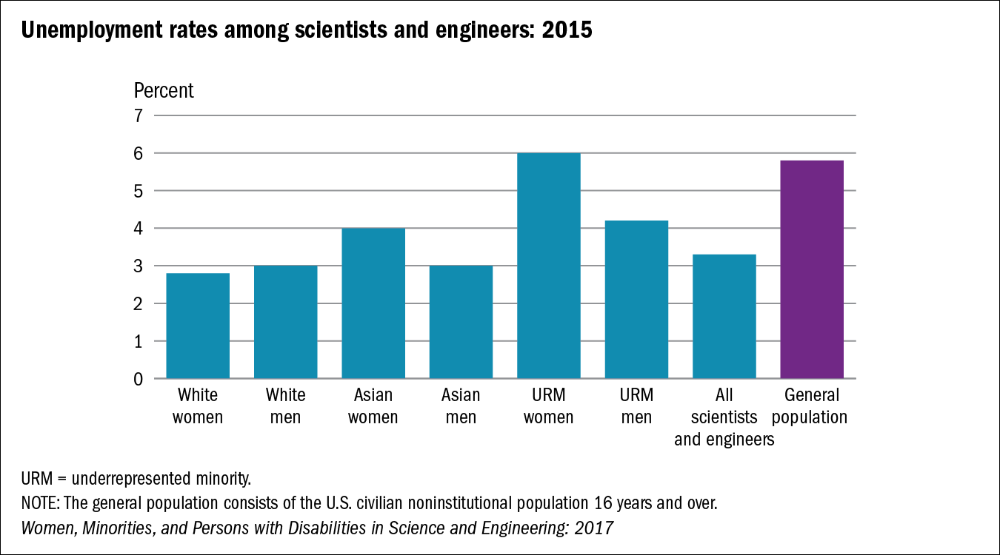 Unemployment rates among scientists and engineers: 2015
Percent
7
6
5
4
3
2
1
0
White women
White men
Asian women
Asian men
URM women
URM men
All scientists and engineers
General population
URM = underrepresented minority.
NOTE: The general population consists of the U.S. civilian noninstitutional population 16 years and over.
Women, Minorities, and Persons with Disabilities in Science and Engineering: 2017